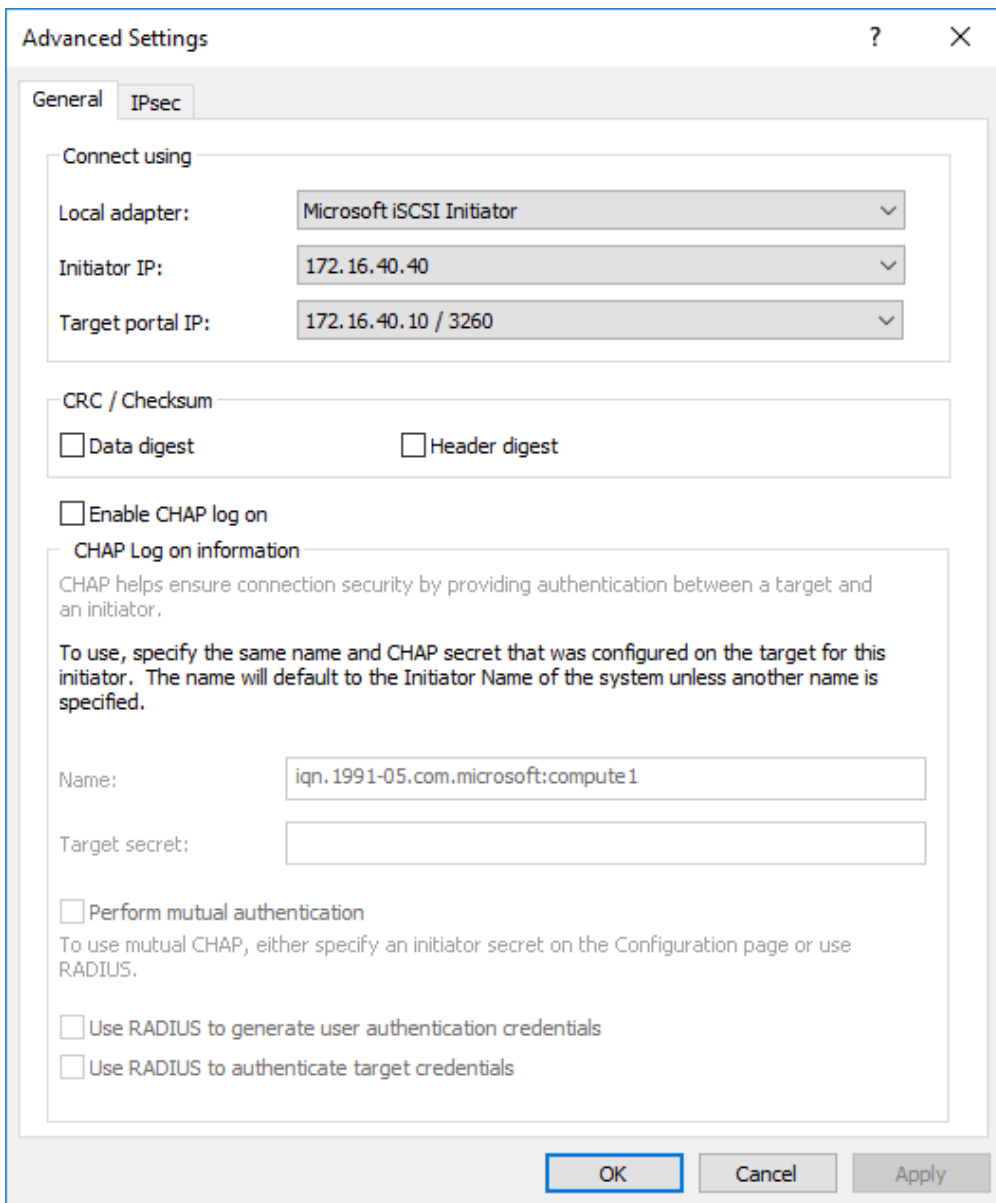 Advanced Settings
General
IPsec
Connect using
Local adapter:
Microsoft iSCSI Initiator
Initiator IP:
172.16.40.40
Target portal IP:
172.16.40.10 / 3260
CRC / Checksum
Data digest
Header digest
Enable CHAP log on
CHAP Log on information
CHAP helps ensure connection security by providing authentication between a target and
an initiator.
To use, specify the same name and CHAP secret that was configured on the target for this
initiator.  The name will default to the Initiator Name of the system unless another name is
specified.
Name:
iqn.1991-05.com.microsoft:compute1
Target secret:
Perform mutual authentication
To use mutual CHAP, either specify an initiator secret on the Configuration page or use
RADIUS.
Use RADIUS to generate user authentication credentials
Use RADIUS to authenticate target credentials
OK
Cancel
Apply